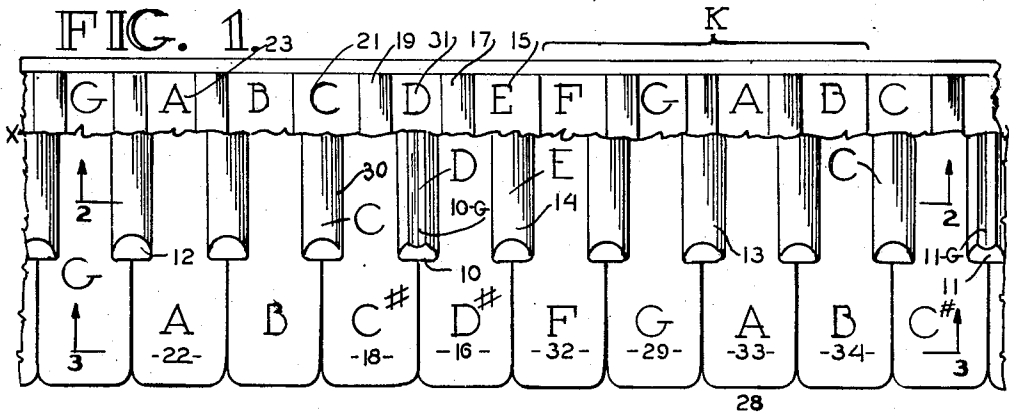 FIG. 1.
23 21 19 31 17 15 K
G A B C D E F G A B C
X
30 D E C
2 C 10-G 14 2
12 10 13 11-G
G 11
A B C# D# F G A B C#
3 -22- -18- -16- -32- -29- -33- -34- 3
28